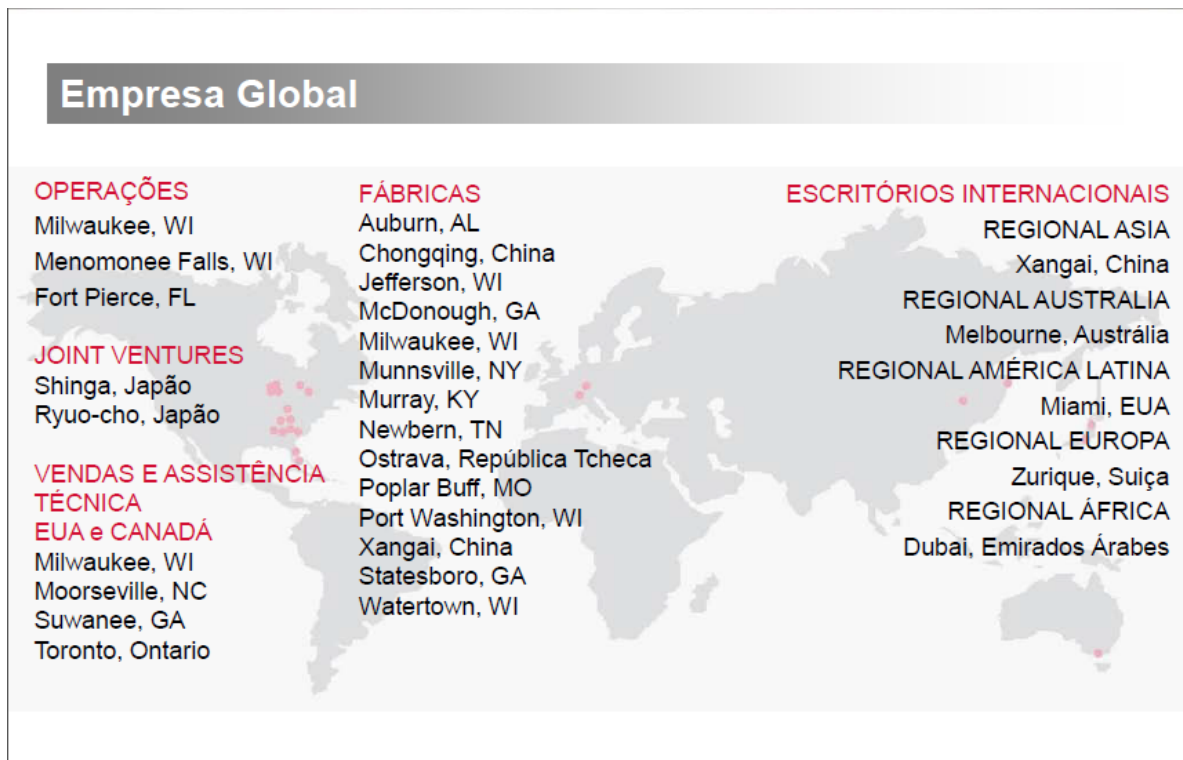 Empresa Global
OPERAÇÕES
Milwaukee, WI
Menomonee Falls, WI
Fort Pierce, FL
JOINT VENTURES
Shinga, Japão
Ryuo-cho, Japão
VENDAS E ASSISTÊNCIA
TÉCNICA
EUA e CANADÁ
Milwaukee, WI
Moorseville, NC
Suwanee, GA
Toronto, Ontario
FÁBRICAS
Auburn, AL
Chongqing, China
Jefferson, WI
McDonough, GA
Milwaukee, WI
Munnsville, NY
Murray, KY
Newbern, TN
Ostrava, República Tcheca
Poplar Buff, MO
Port Washington, WI
Xangai, China
Statesboro, GA
Watertown, WI
ESCRITÓRIOS INTERNACIONAIS
REGIONAL ASIA
Xangai, China
REGIONAL AUSTRALIA
Melbourne, Austrália
REGIONAL AMÉRICA LATINA
Miami, EUA
REGIONAL EUROPA
Zurique, Suiça
REGIONAL ÁFRICA
Dubai, Emirados Árabes